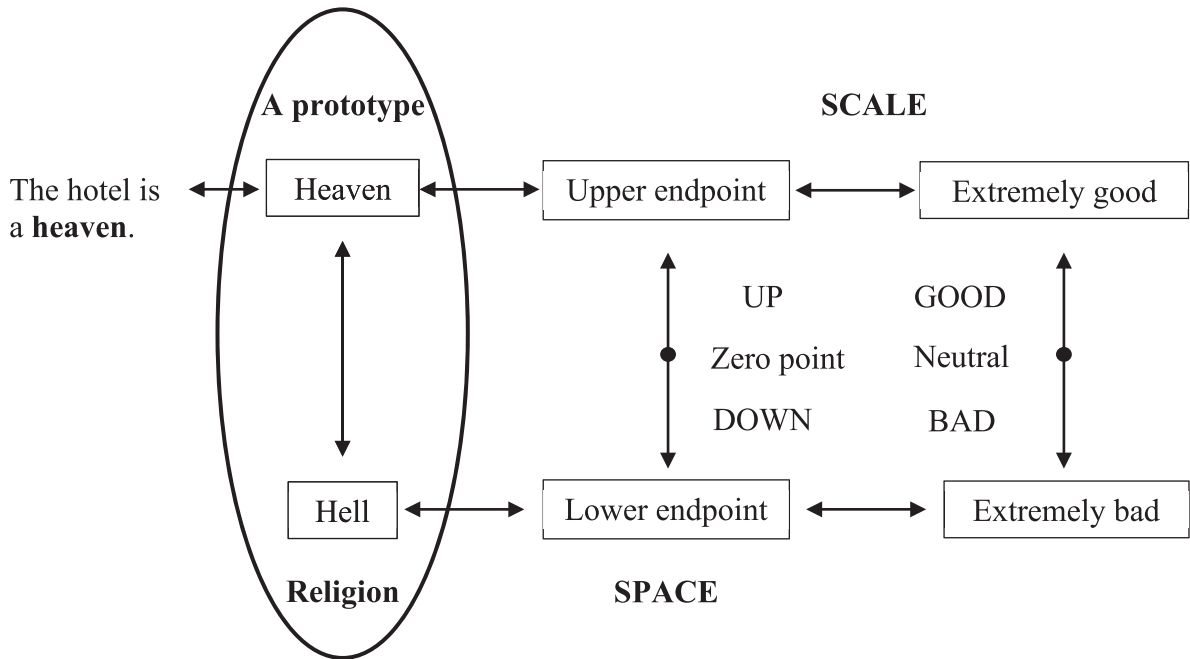 A prototype
SCALE
The hotel is
a heaven.
Heaven
Upper endpoint
Extremely good
UP
GOOD
Zero point
Neutral
DOWN
BAD
Hell
Lower endpoint
Extremely bad
Religion
SPACE